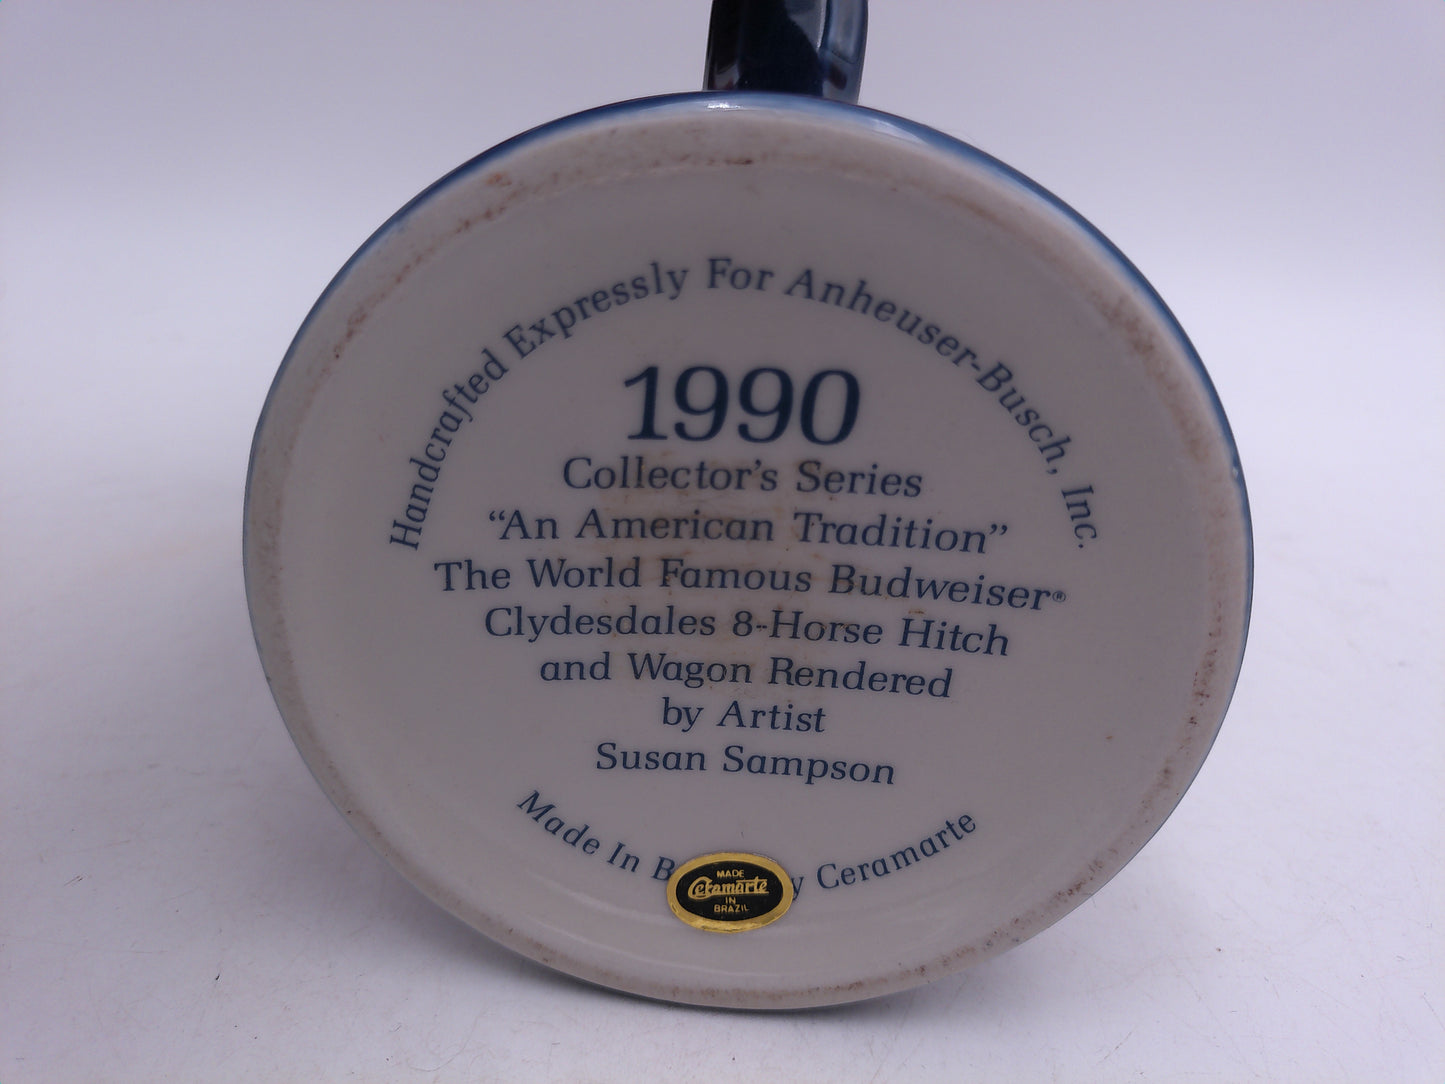 Handcrafted Expressly For Anheuser-Busch, Inc.
1990
Collector's Series
“An American Tradition”
The World Famous Budweiser®
Clydesdales 8-Horse Hitch
and Wagon Rendered
by Artist
Susan Sampson
Made In Ceramarte
MADE
Ceramarte
IN
BRAZIL